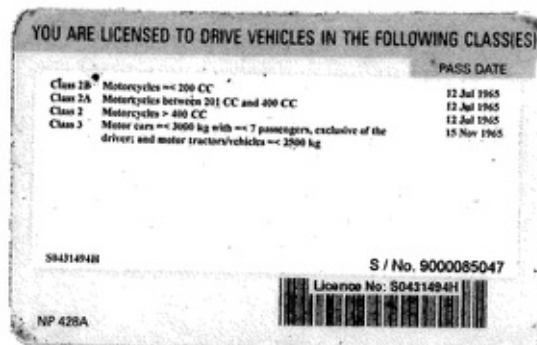 YOU ARE LICENSED TO DRIVE VEHICLES IN THE FOLLOWING CLASS(ES)
PASS DATE
Class 2B Motorcycles =< 200 CC 12 Jul 1965
Class 2A Motorcycles between 201 CC and 400 CC 12 Jul 1965
Class 2 Motorcycles > 400 CC 12 Jul 1965
Class 3 Motor cars =< 3000 kg with =< 7 passengers, exclusive of the 15 Nov 1965
driver; and motor tractors/vehicles =< 2500 kg
S0431494H
S / No. 9000085047
Licence No: S0431494H
NP 428A